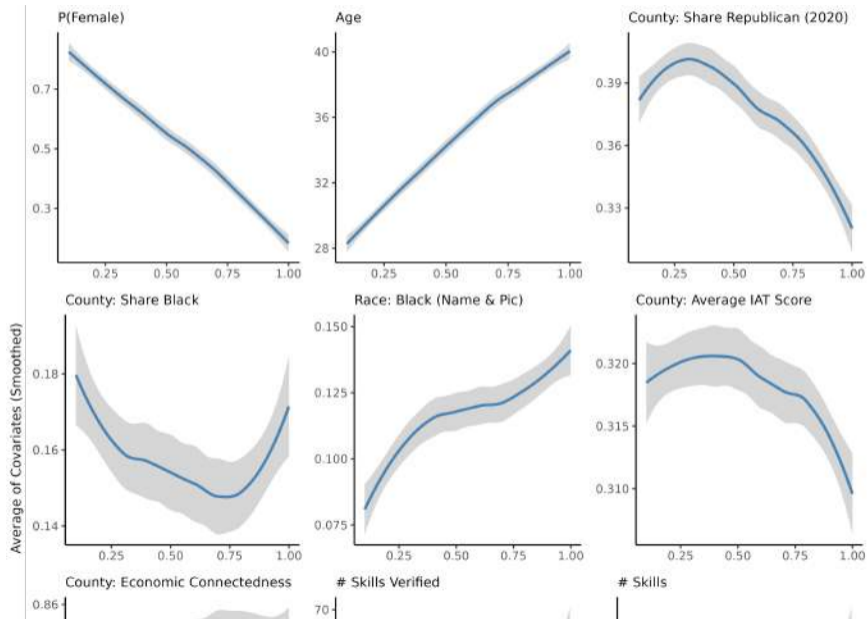 P(Female)
Age
County: Share Republican (2020)
0.7
0.5
0.3
40
36
32
28
0.39
0.36
0.33
0.25 0.50 0.75 1.00
0.25 0.50 0.75 1.00
0.25 0.50 0.75 1.00
County: Share Black
Race: Black (Name & Pic)
County: Average IAT Score
Average of Covariates (Smoothed)
0.18
0.16
0.14
0.150
0.125
0.100
0.075
0.320
0.315
0.310
0.25 0.50 0.75 1.00
0.25 0.50 0.75 1.00
0.25 0.50 0.75 1.00
County: Economic Connectedness
# Skills Verified
# Skills
0.86
70